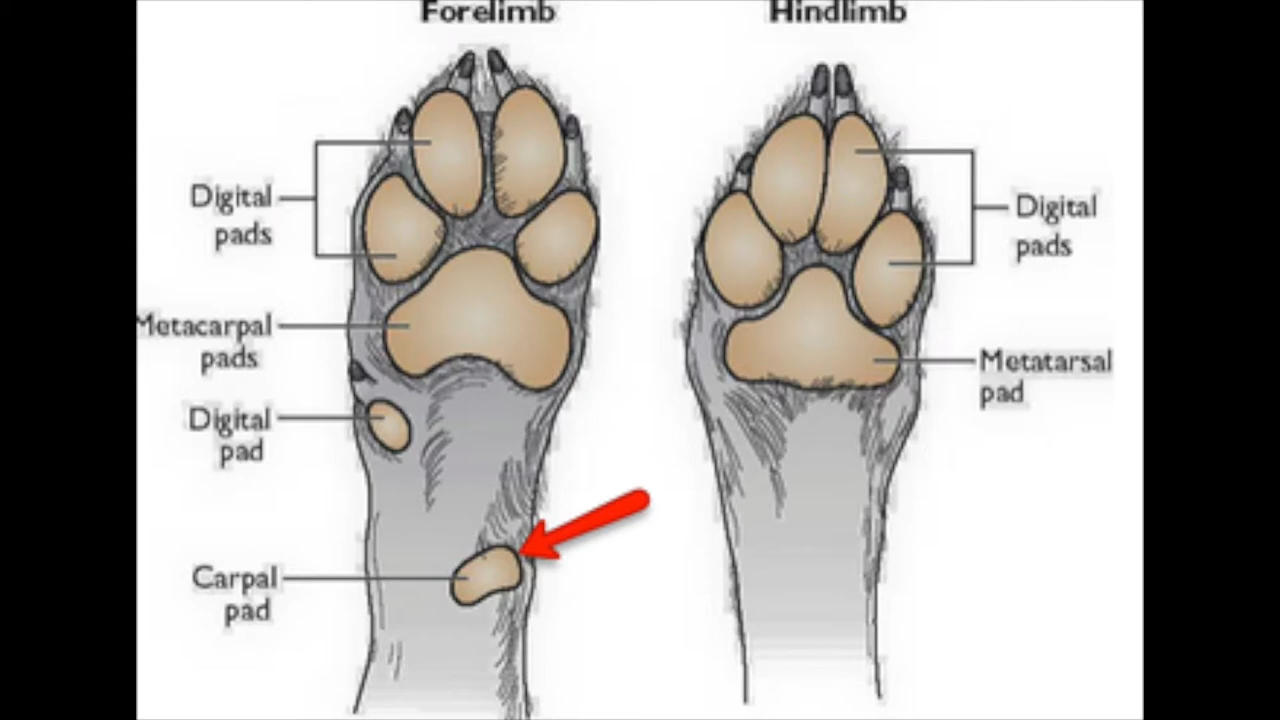 Forelimb
Hindlimb
Digital
pads
Metacarpal
pads
Digital
pad
Carpal
pad
Digital
pads
Metatarsal
pad